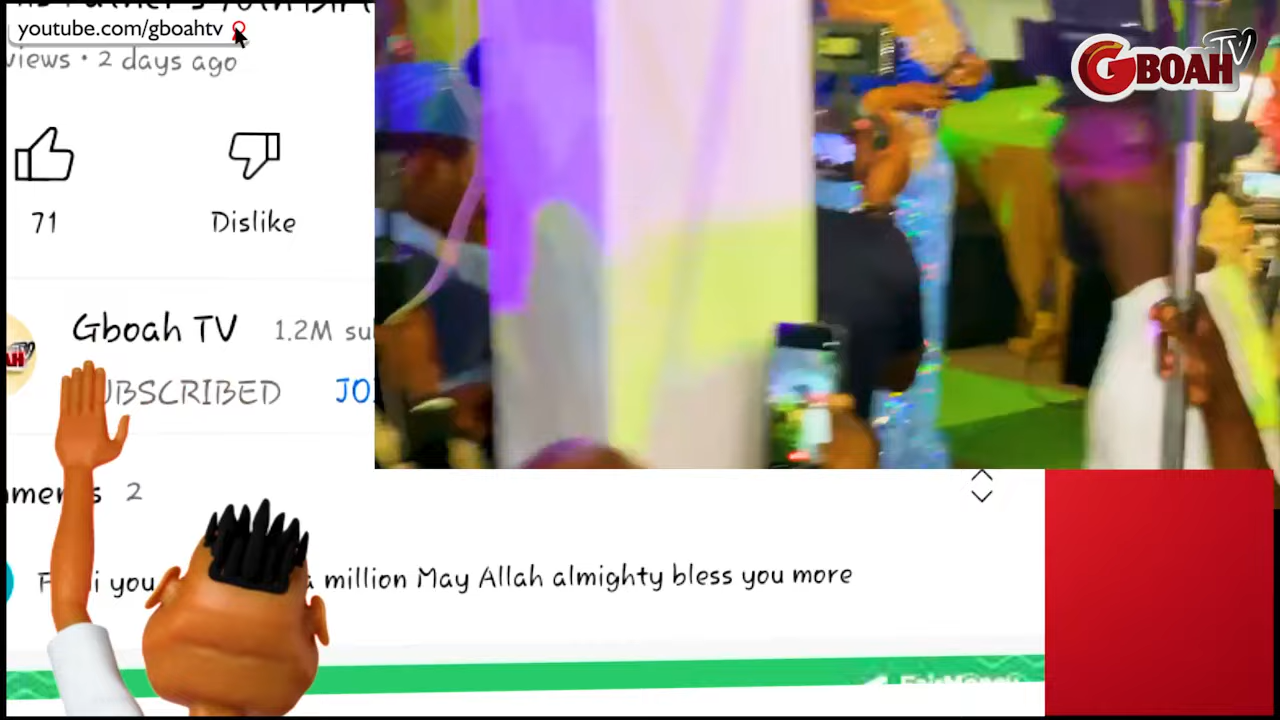 youtube.com/gboahtv
views • 2 days ago
GBOAH TV
71
Dislike
Gboah TV 1.2M su
UBSCRIBED JO
2
you a million May Allah almighty bless you more